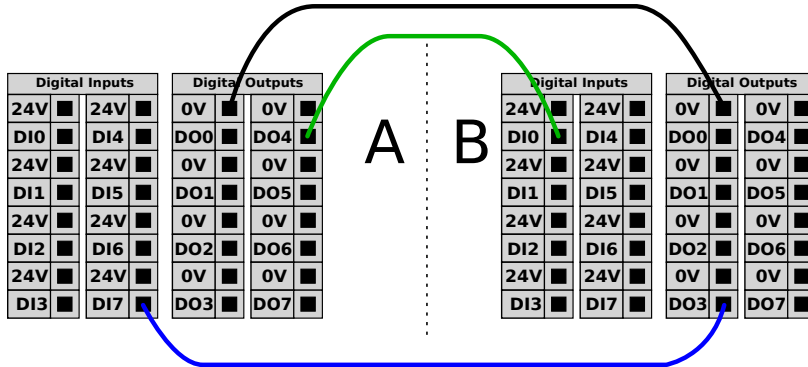 Digital Inputs Digital Outputs Digital Inputs Digital Outputs
24V 24V 0V 0V 24V 24V 0V 0V
DI0 DI4 DO0 DO4 A B DI0 DI4 DO0 DO4
24V 24V 0V 0V 24V 24V 0V 0V
DI1 DI5 DO1 DO5 DI1 DI5 DO1 DO5
24V 24V 0V 0V 24V 24V 0V 0V
DI2 DI6 DO2 DO6 DI2 DI6 DO2 DO6
24V 24V 0V 0V 24V 24V 0V 0V
DI3 DI7 DO3 DO7 DI3 DI7 DO3 DO7